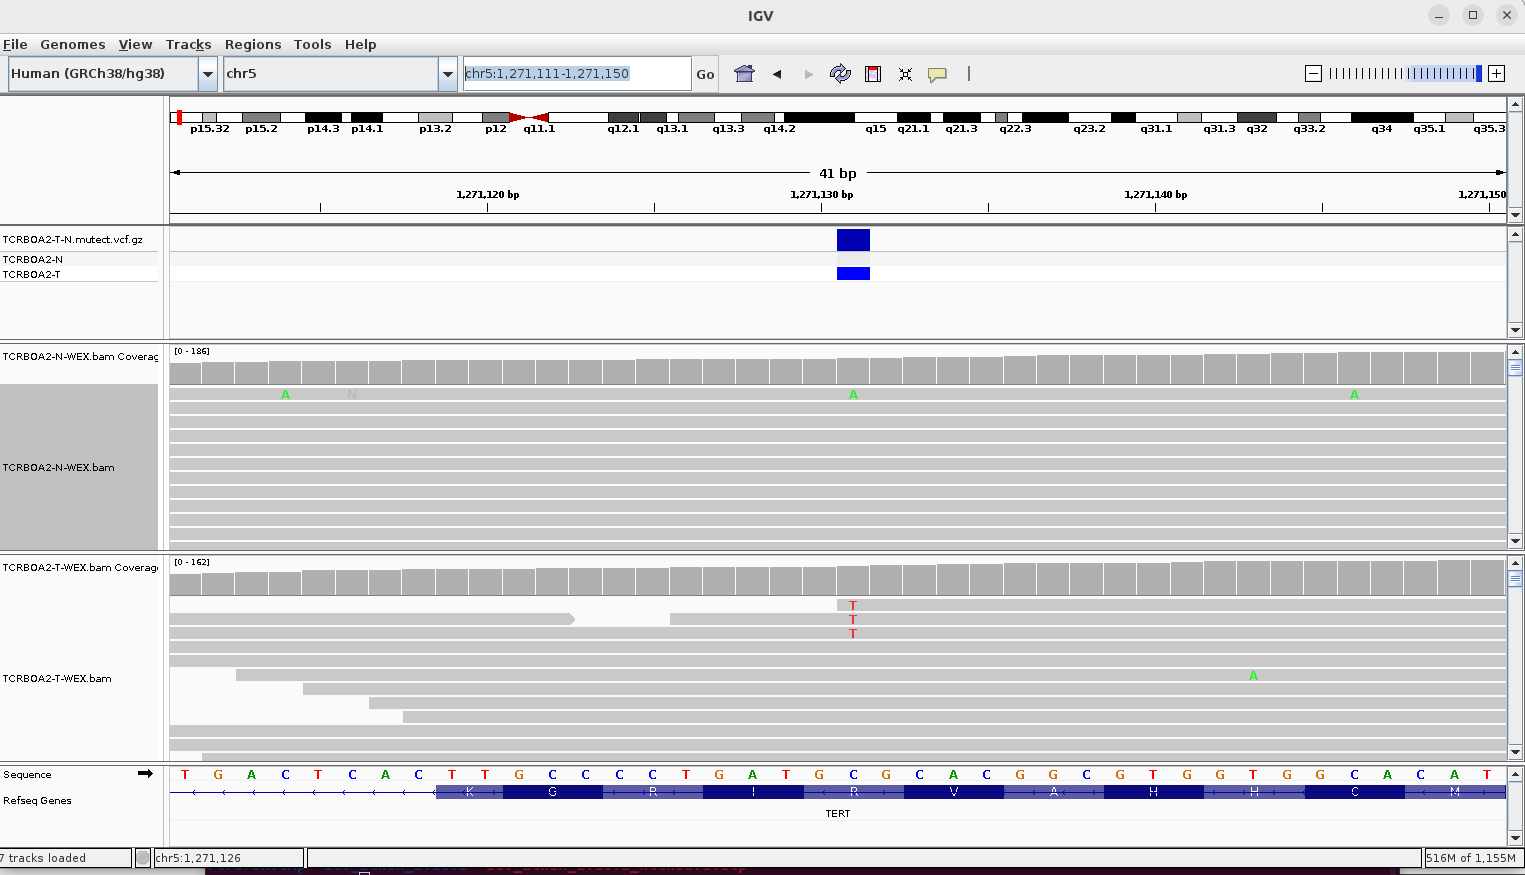 IGV
File Genomes View Tracks Regions Tools Help
Human (GRCh38/hg38) chr5 chr5:1,271,111-1,271,150 Go
p15.32 p15.2 p14.3 p14.1 p13.2 p12 q11.1 q12.1 q13.1 q13.3 q14.2 q15 q21.1 q21.3 q22.3 q23.2 q31.1 q31.3 q32 q33.2 q34 q35.1 q35.3
41 bp
1,271,120 bp 1,271,130 bp 1,271,140 bp 1,271,150
TCRBOA2-T-N.mutect.vcf.gz
TCRBOA2-N
TCRBOA2-T
TCRBOA2-N-WEX.bam Coverag
[0 - 186]
A N A A
TCRBOA2-N-WEX.bam
TCRBOA2-T-WEX.bam Coverage
[0 - 162]
T
T
T
A
TCRBOA2-T-WEX.bam
Sequence T G A C T C A C T T G C C C C T G A T G C G C A C G G C G T G G T G G C A C A T
Refseq Genes K G R I R V A H H C M
TERT
7 tracks loaded chr5:1,271,126 516M of 1,155M